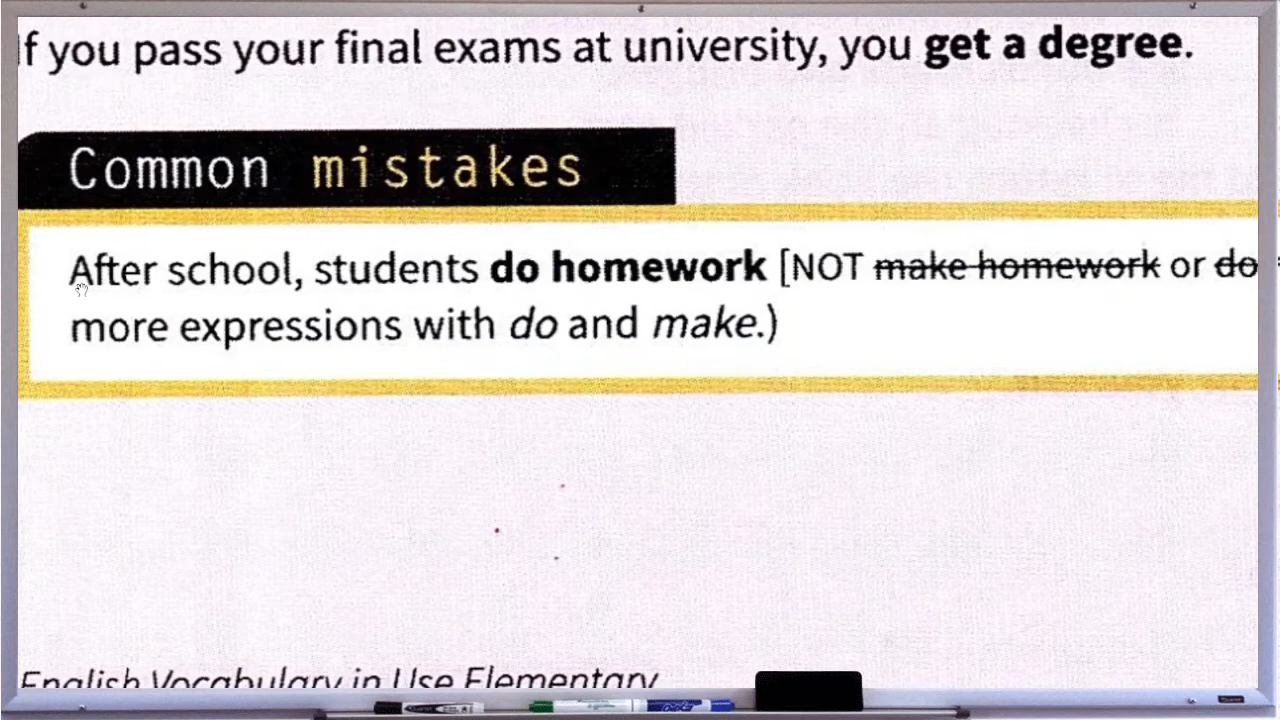 If you pass your final exams at university, you get a degree.
Common mistakes
After school, students do homework [NOT make homework or do
more expressions with do and make.)
English Vocabulary in Use Elementary